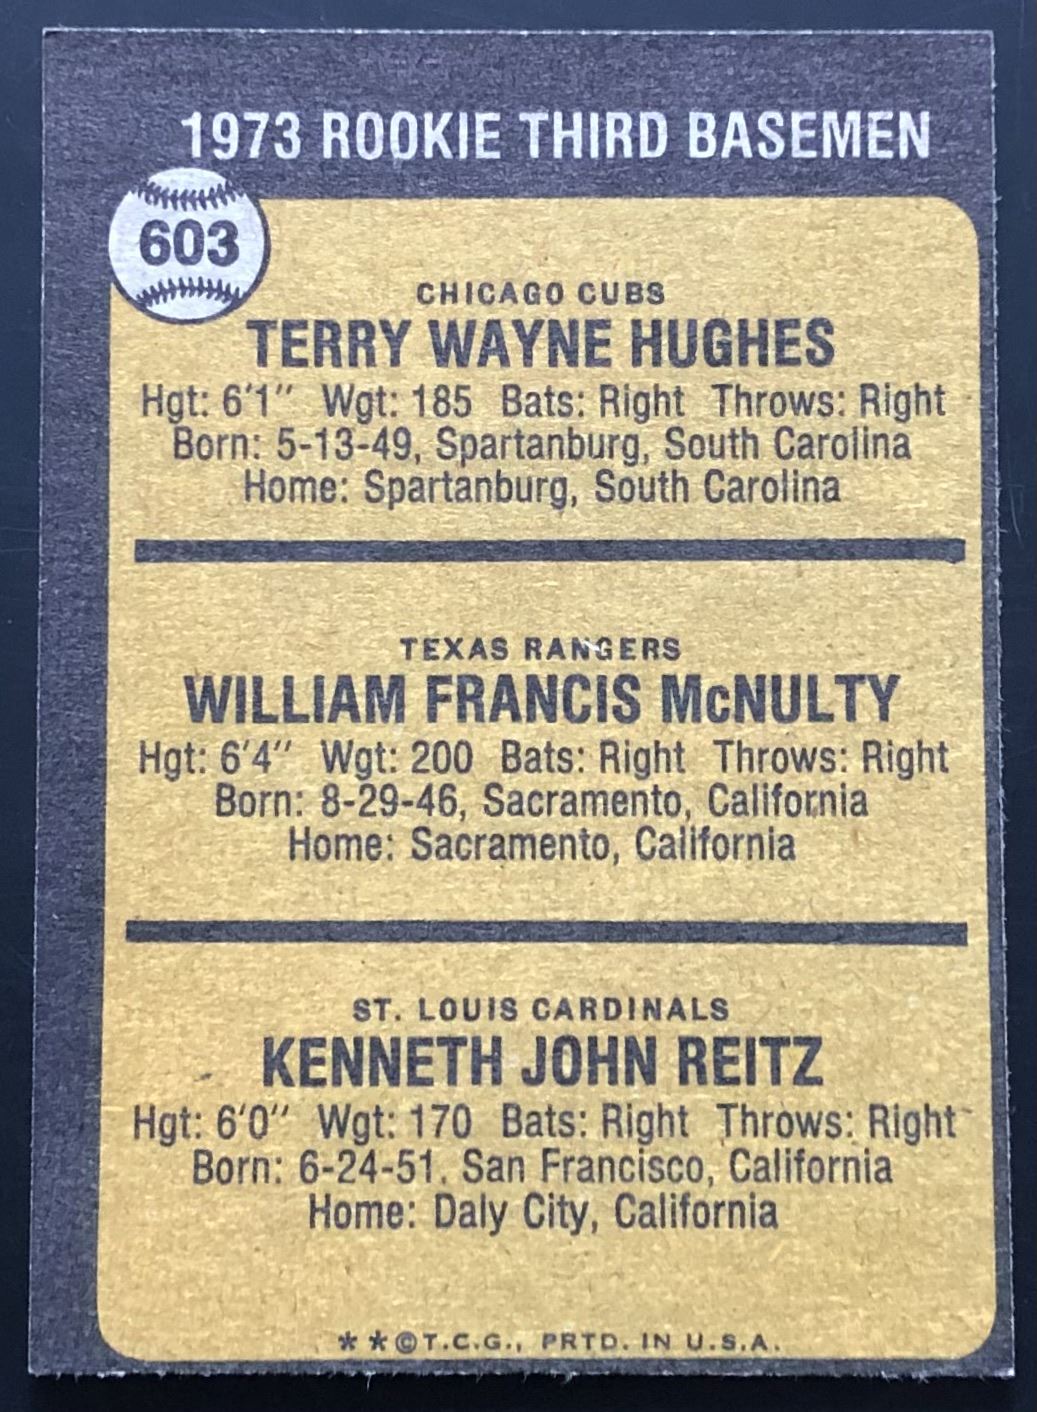 1973 ROOKIE THIRD BASEMEN
603
CHICAGO CUBS
TERRY WAYNE HUGHES
Hgt: 6'1" Wgt: 185 Bats: Right Throws: Right
Born: 5-13-49, Spartanburg, South Carolina
Home: Spartanburg, South Carolina
TEXAS RANGERS
WILLIAM FRANCIS McNULTY
Hgt: 6'4" Wgt: 200 Bats: Right Throws: Right
Born: 8-29-46, Sacramento, California
Home: Sacramento, California
ST. LOUIS CARDINALS
KENNETH JOHN REITZ
Hgt: 6'0" Wgt: 170 Bats: Right Throws: Right
Born: 6-24-51, San Francisco, California
Home: Daly City, California
* * © T.C.G., PRTD. IN U.S.A.